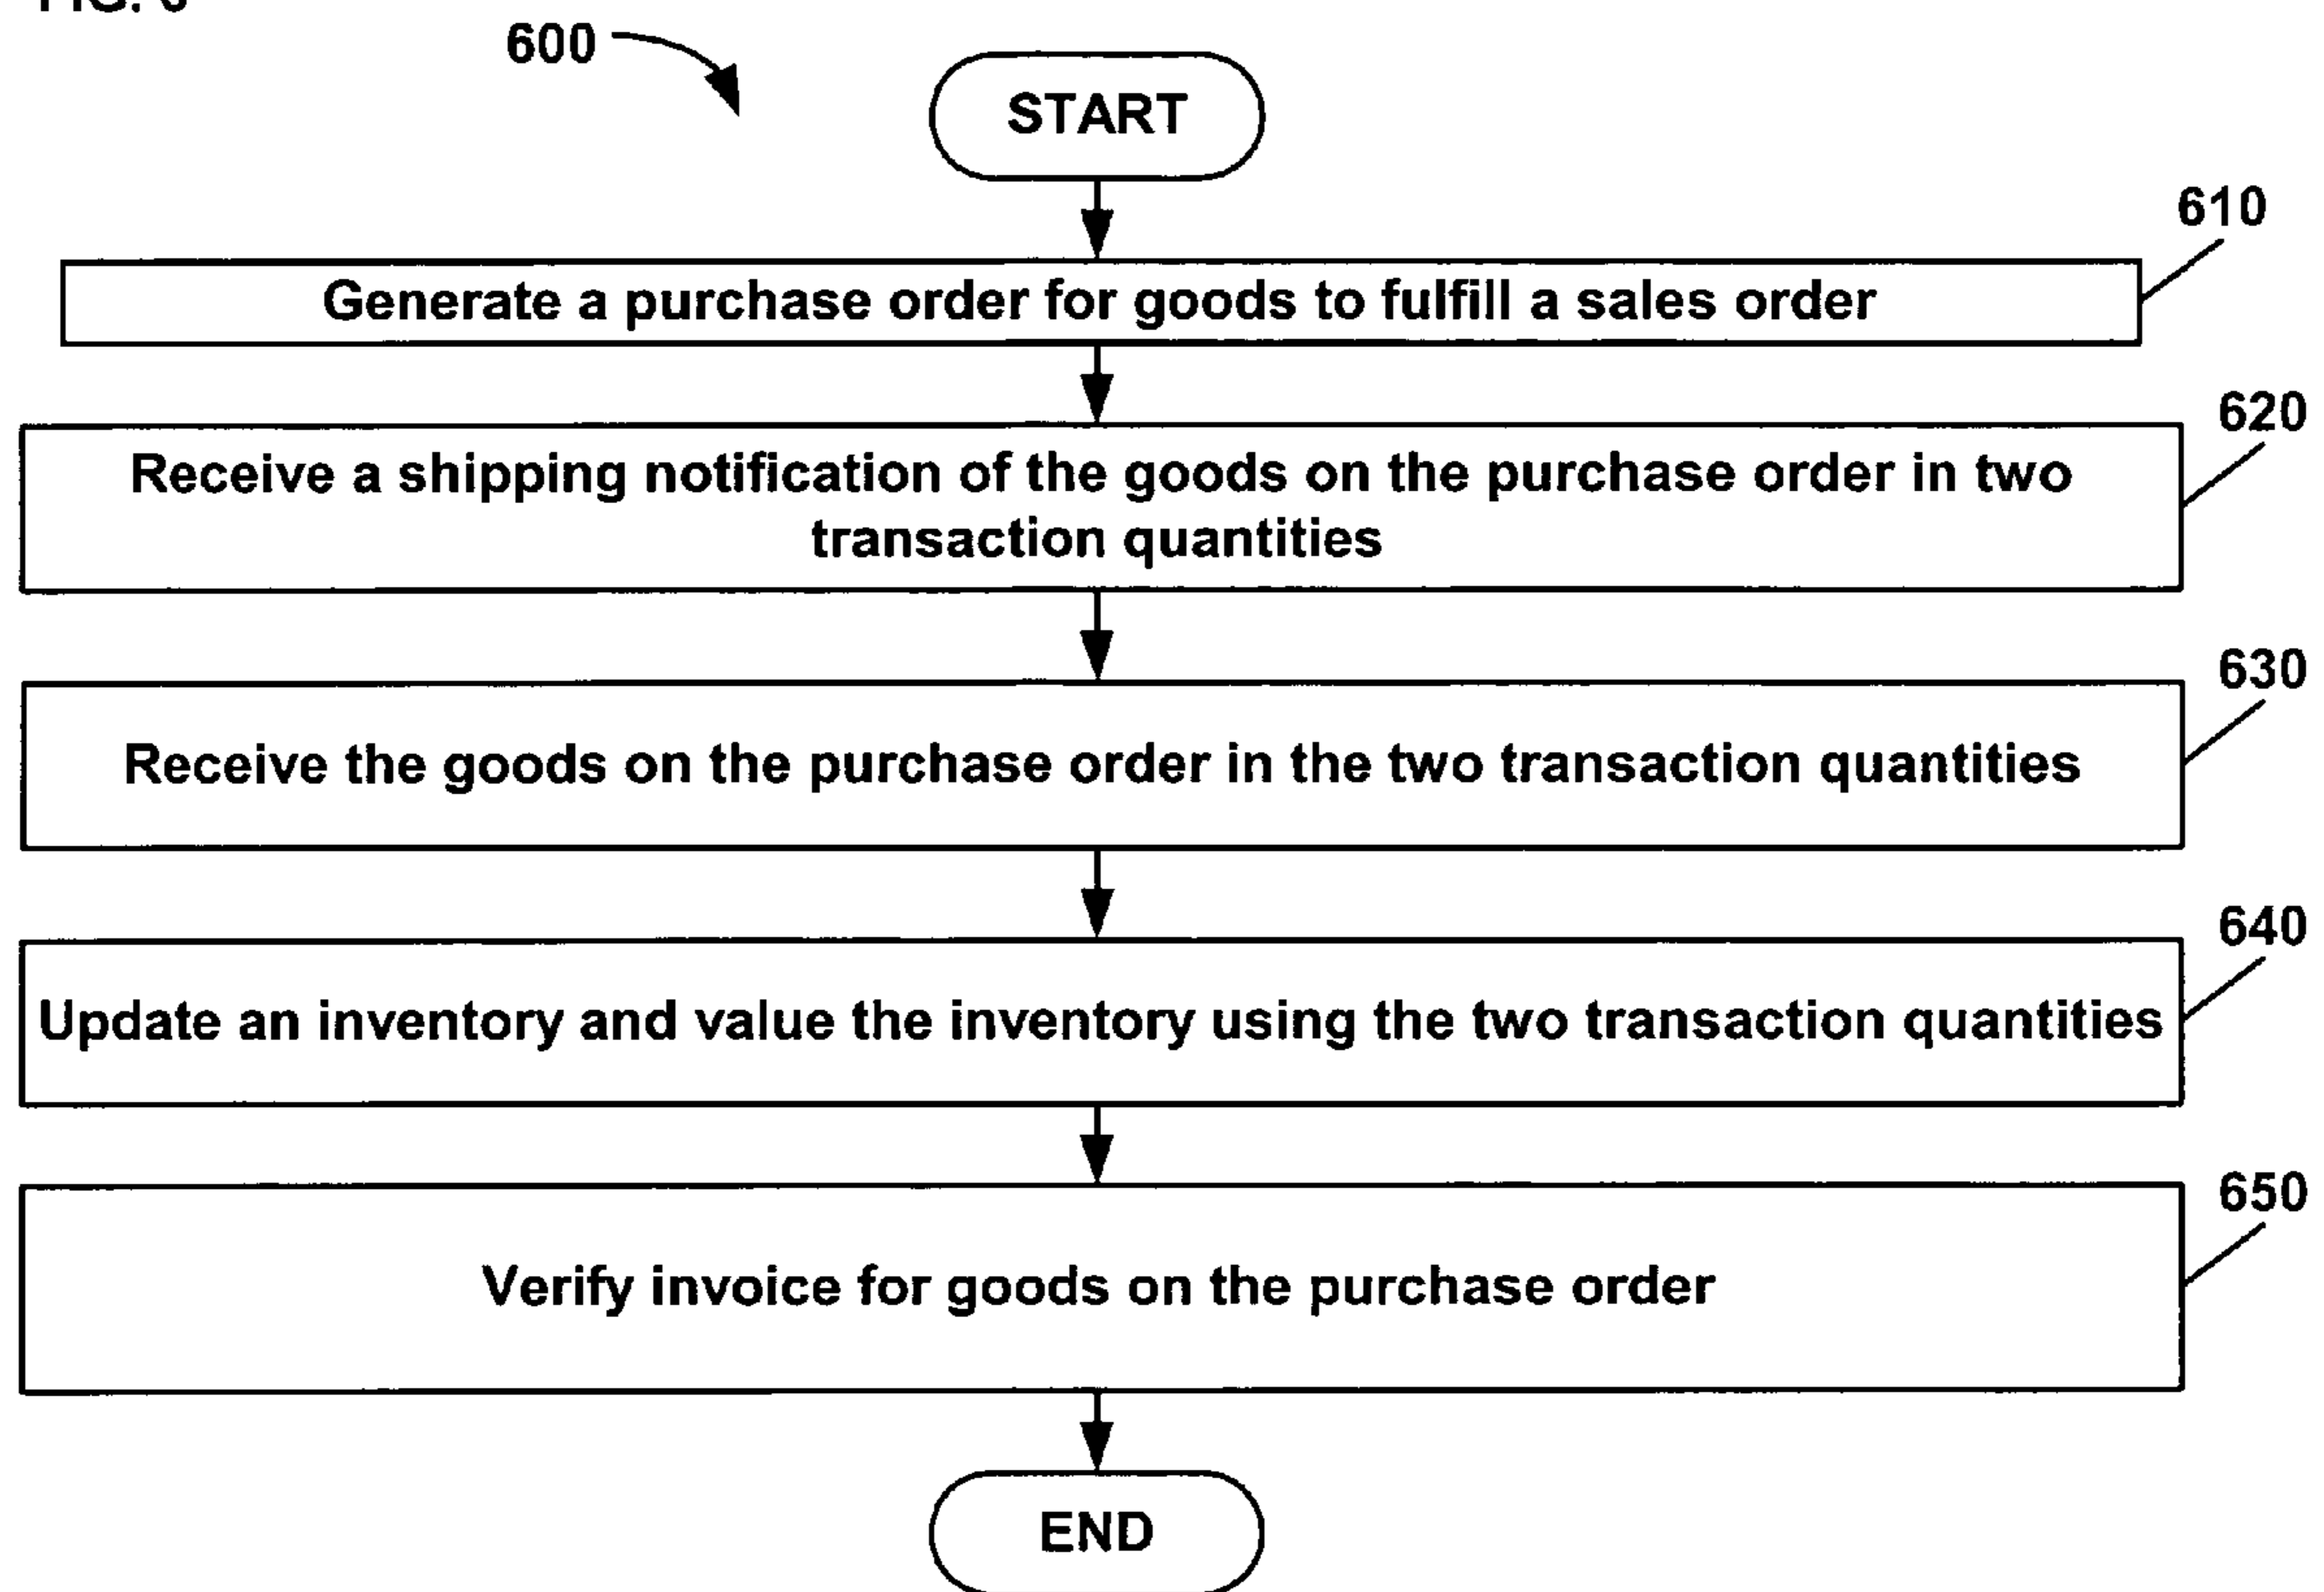 600
START
610
Generate a purchase order for goods to fulfill a sales order
620
Receive a shipping notification of the goods on the purchase order in two
transaction quantities
630
Receive the goods on the purchase order in the two transaction quantities
640
Update an inventory and value the inventory using the two transaction quantities
650
Verify invoice for goods on the purchase order
END